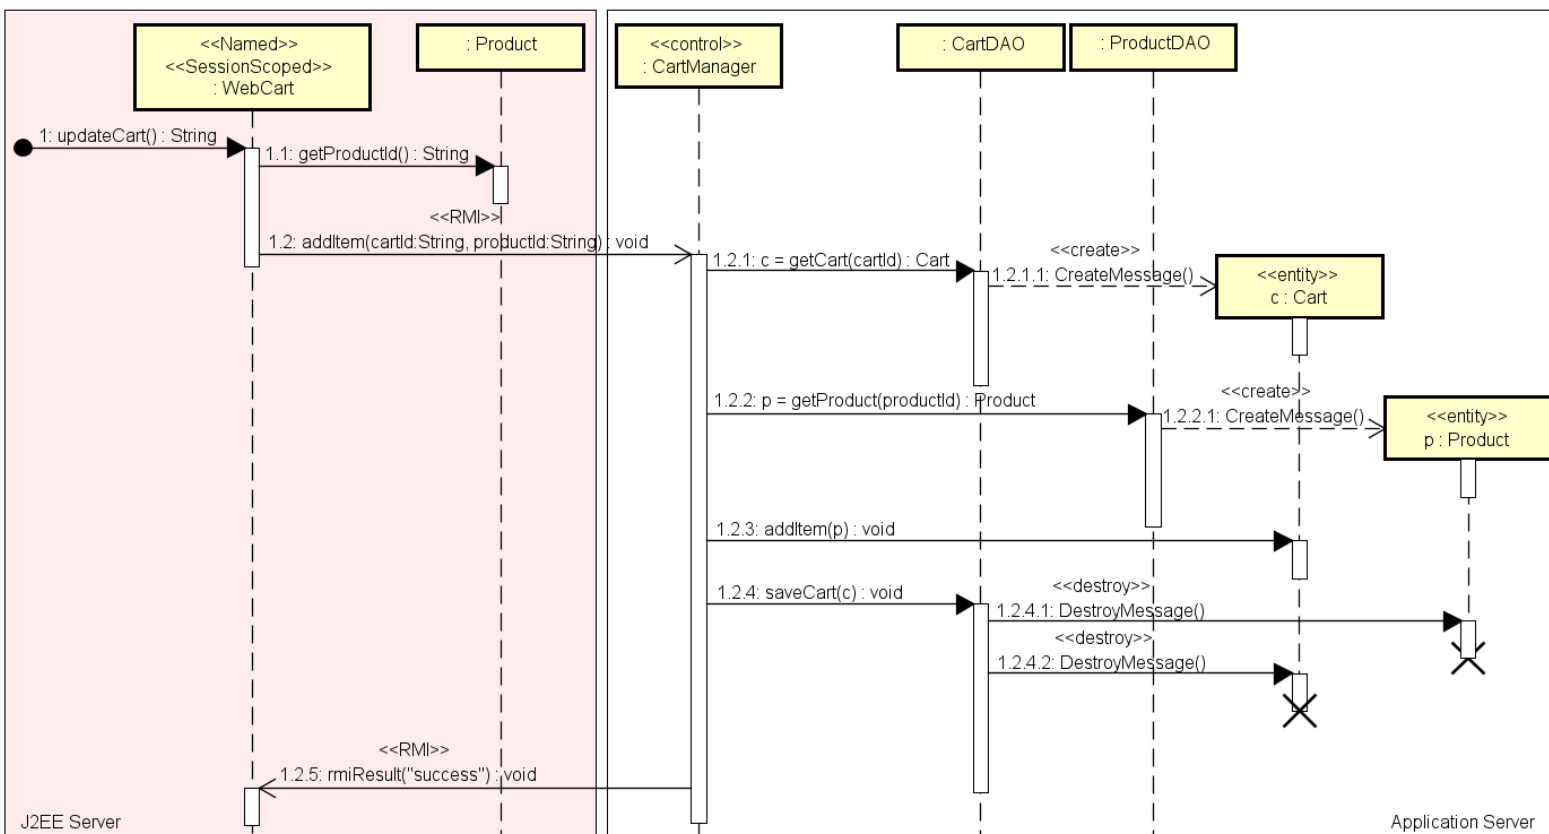 <<Named>>
<<SessionScoped>>
: WebCart
: Product
<<control>>
: CartManager
: CartDAO
: ProductDAO
1: updateCart() : String
1.1: getProductId() : String
<<RMI>>
1.2: addItem(cartId:String, productId:String) : void
1.2.1: c = getCart(cartId) : Cart
<<create>>
1.2.1.1: CreateMessage()
<<entity>>
c : Cart
1.2.2: p = getProduct(productId) : Product
<<create>>
1.2.2.1: CreateMessage()
<<entity>>
p : Product
1.2.3: addItem(p) : void
1.2.4: saveCart(c) : void
<<destroy>>
1.2.4.1: DestroyMessage()
<<destroy>>
1.2.4.2: DestroyMessage()
<<RMI>>
1.2.5: rmiResult("success") : void
J2EE Server
Application Server